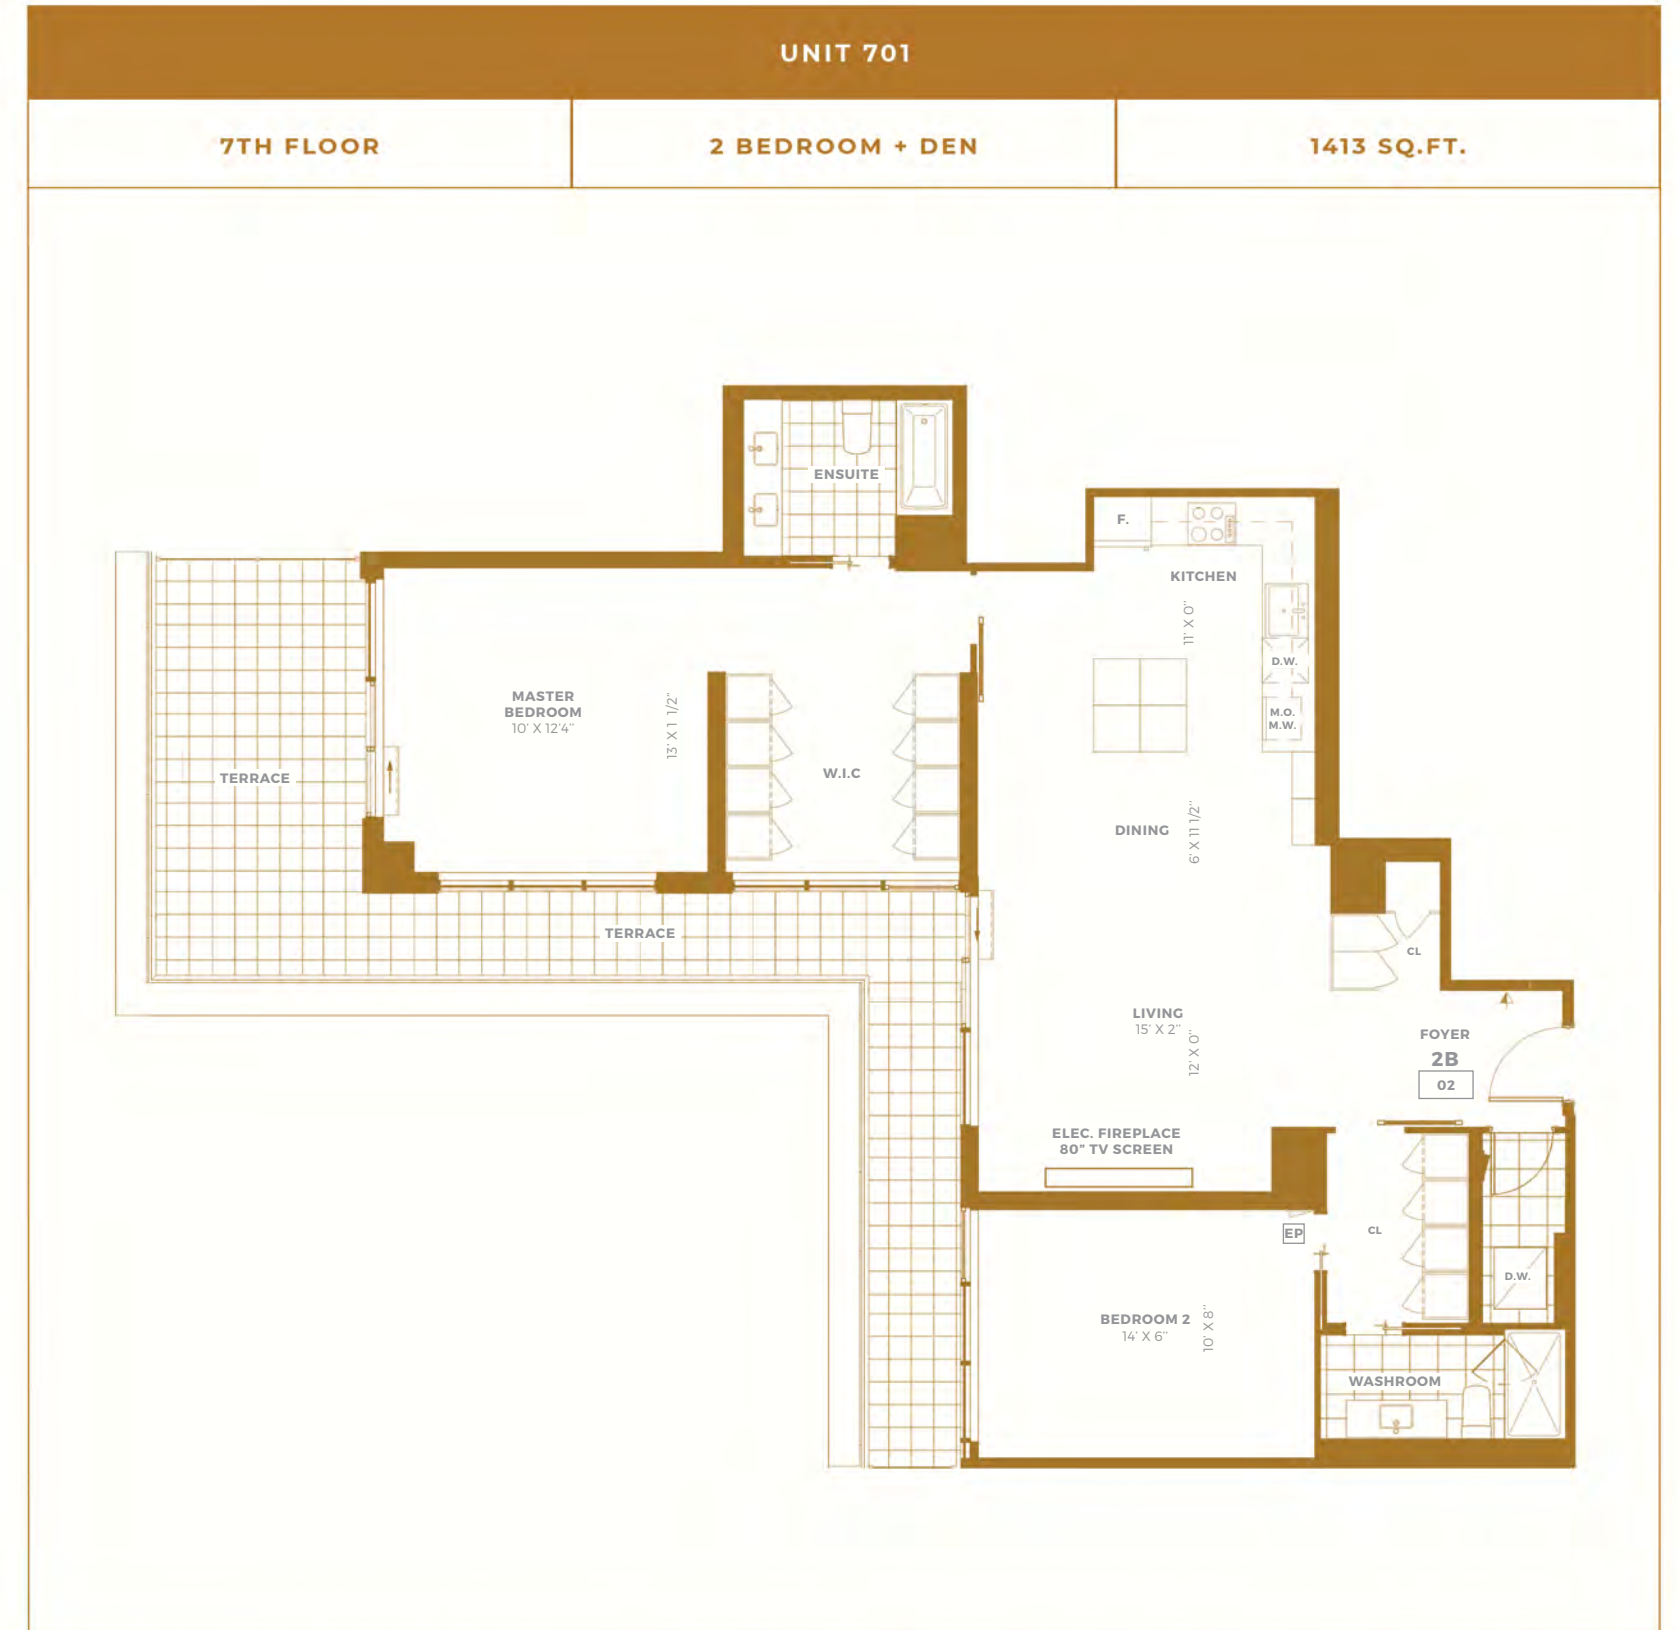 UNIT 701
7TH FLOOR
2 BEDROOM + DEN
1413 SQ.FT.
ENSUITE
F.
KITCHEN
11' X 0"
D.W.
M.O.
M.W.
MASTER
BEDROOM
10' X 12'4"
13' X 1 1/2"
W.I.C
TERRACE
DINING
6' X 11 1/2"
TERRACE
CL
LIVING
15' X 2"
12' X 0"
FOYER
2B
02
ELEC. FIREPLACE
80" TV SCREEN
EP
CL
D.W.
BEDROOM 2
14' X 6"
10' X 8"
WASHROOM